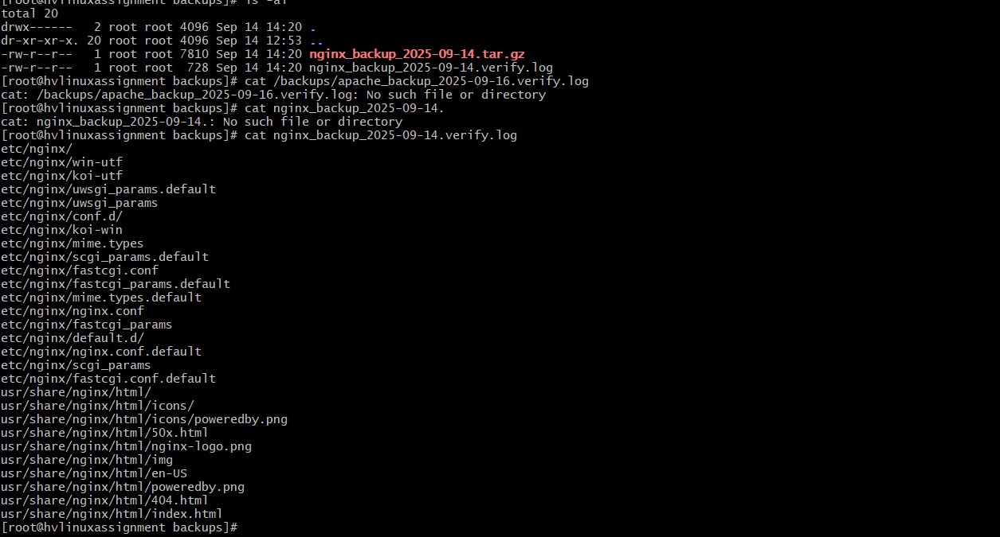 [root@hvlinuxassignment backups]# ls -al
total 20
drwx------   2 root root 4096 Sep 14 14:20 .
dr-xr-xr-x. 20 root root 4096 Sep 14 12:53 ..
-rw-r--r--   1 root root 7810 Sep 14 14:20 nginx_backup_2025-09-14.tar.gz
-rw-r--r--   1 root root  728 Sep 14 14:20 nginx_backup_2025-09-14.verify.log
[root@hvlinuxassignment backups]# cat /backups/apache_backup_2025-09-16.verify.log
cat: /backups/apache_backup_2025-09-16.verify.log: No such file or directory
[root@hvlinuxassignment backups]# cat nginx_backup_2025-09-14.
cat: nginx_backup_2025-09-14.: No such file or directory
[root@hvlinuxassignment backups]# cat nginx_backup_2025-09-14.verify.log
etc/nginx/
etc/nginx/win-utf
etc/nginx/koi-utf
etc/nginx/uwsgi_params.default
etc/nginx/uwsgi_params
etc/nginx/conf.d/
etc/nginx/koi-win
etc/nginx/mime.types
etc/nginx/scgi_params.default
etc/nginx/fastcgi.conf
etc/nginx/fastcgi_params.default
etc/nginx/mime.types.default
etc/nginx/nginx.conf
etc/nginx/fastcgi_params
etc/nginx/default.d/
etc/nginx/nginx.conf.default
etc/nginx/scgi_params
etc/nginx/fastcgi.conf.default
usr/share/nginx/html/
usr/share/nginx/html/icons/
usr/share/nginx/html/icons/poweredby.png
usr/share/nginx/html/50x.html
usr/share/nginx/html/nginx-logo.png
usr/share/nginx/html/img
usr/share/nginx/html/en-US
usr/share/nginx/html/poweredby.png
usr/share/nginx/html/404.html
usr/share/nginx/html/index.html
[root@hvlinuxassignment backups]#